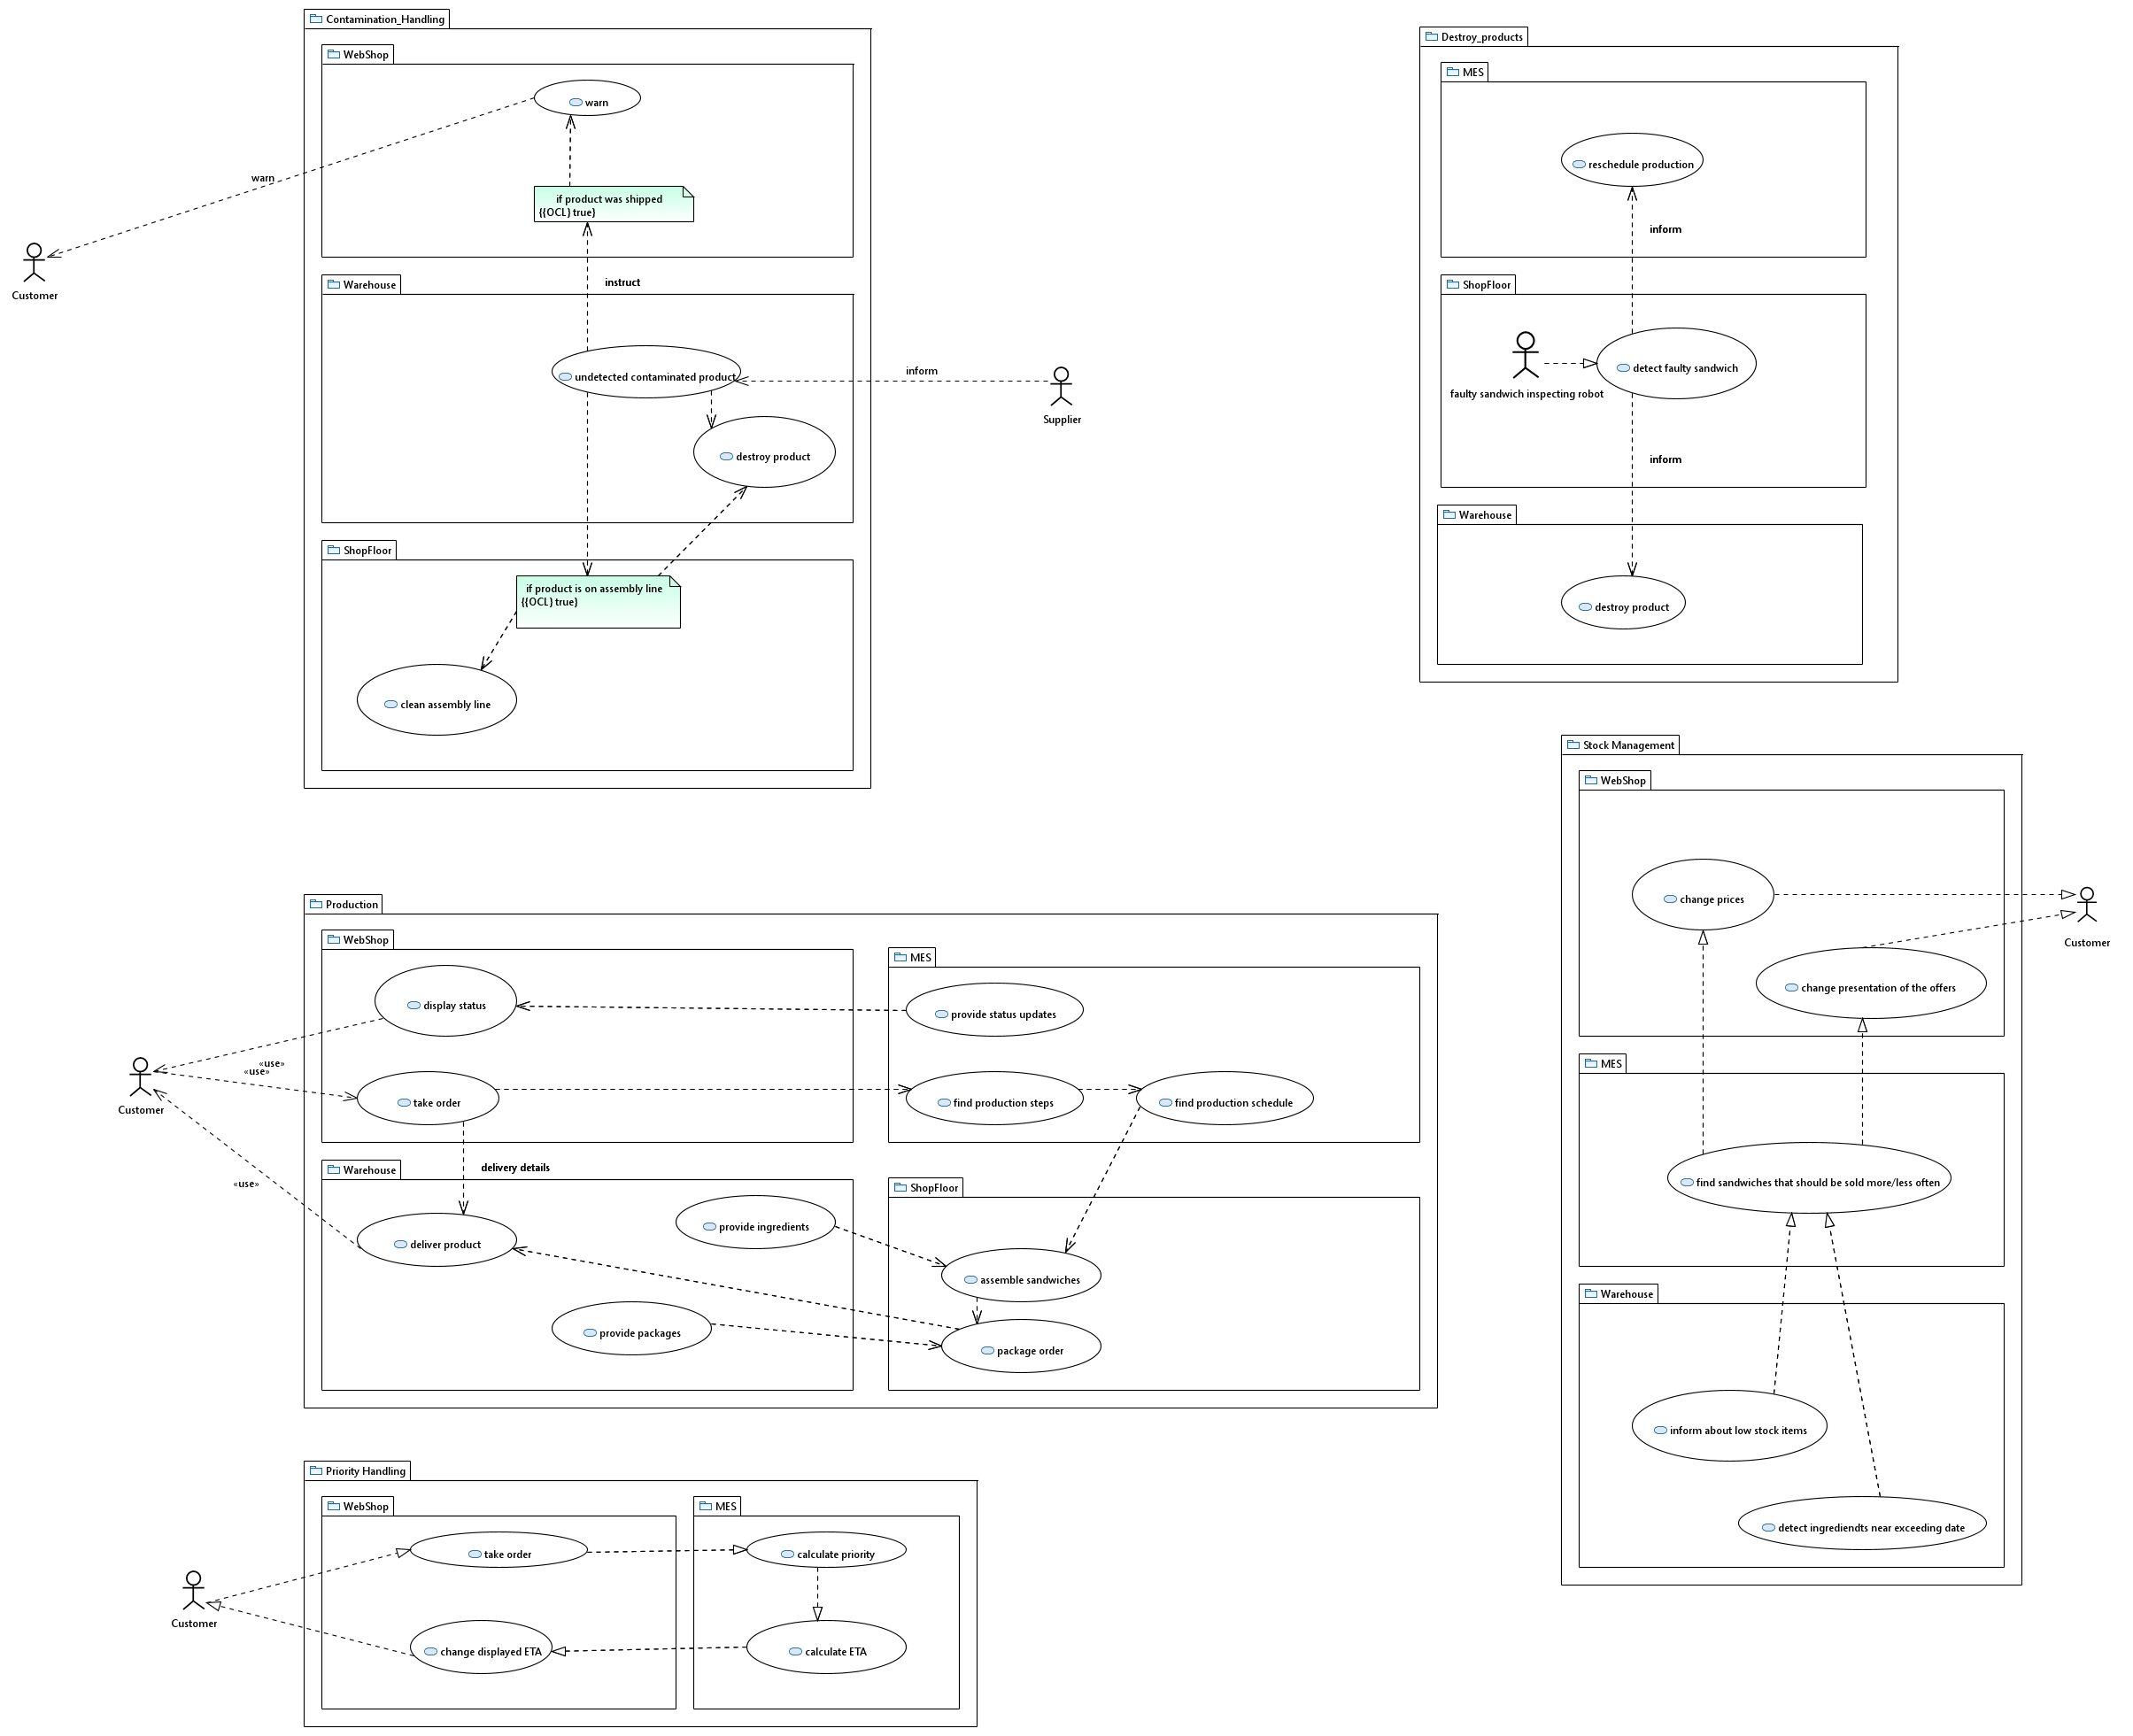 Contamination_Handling
WebShop
warn
warn
if product was shipped
{{OCL} true}
Customer
Warehouse
instruct
undetected contaminated product
inform
Supplier
destroy product
ShopFloor
if product is on assembly line
{{OCL} true}
clean assembly line
Destroy_products
MES
reschedule production
inform
ShopFloor
detect faulty sandwich
faulty sandwich inspecting robot
inform
Warehouse
destroy product
Stock Management
WebShop
change prices
Customer
change presentation of the offers
MES
find sandwiches that should be sold more/less often
Warehouse
inform about low stock items
detect ingrediendts near exceeding date
Production
WebShop
display status
MES
provide status updates
«use»
«use»
Customer
take order
find production steps
find production schedule
Warehouse
delivery details
«use»
ShopFloor
provide ingredients
deliver product
assemble sandwiches
provide packages
package order
Priority Handling
WebShop
MES
take order
calculate priority
Customer
change displayed ETA
calculate ETA